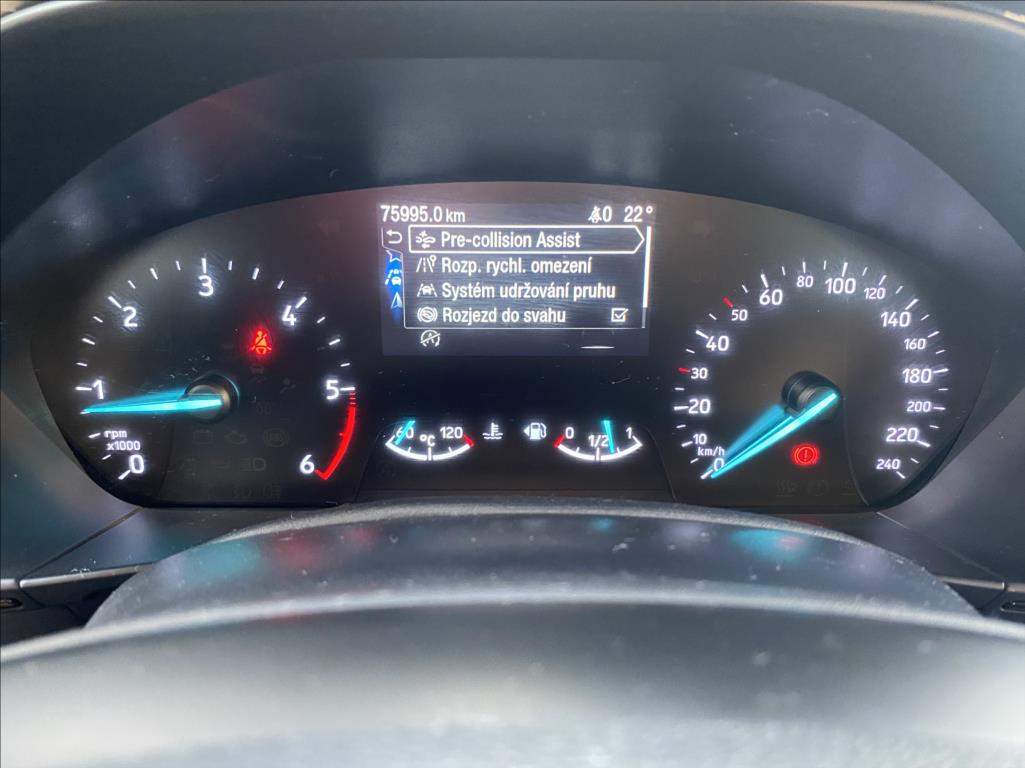 75995.0 km 0 22°
Pre-collision Assist
Rozp. rychl. omezení
Systém udržování pruhu
Rozjezd do svahu
0
1
2
3
4
5
6
rpm
x1000
60 °C 120
0 1/2 1
0
10
20
30
40
50
60
80
100
120
140
160
180
200
220
240
km/h